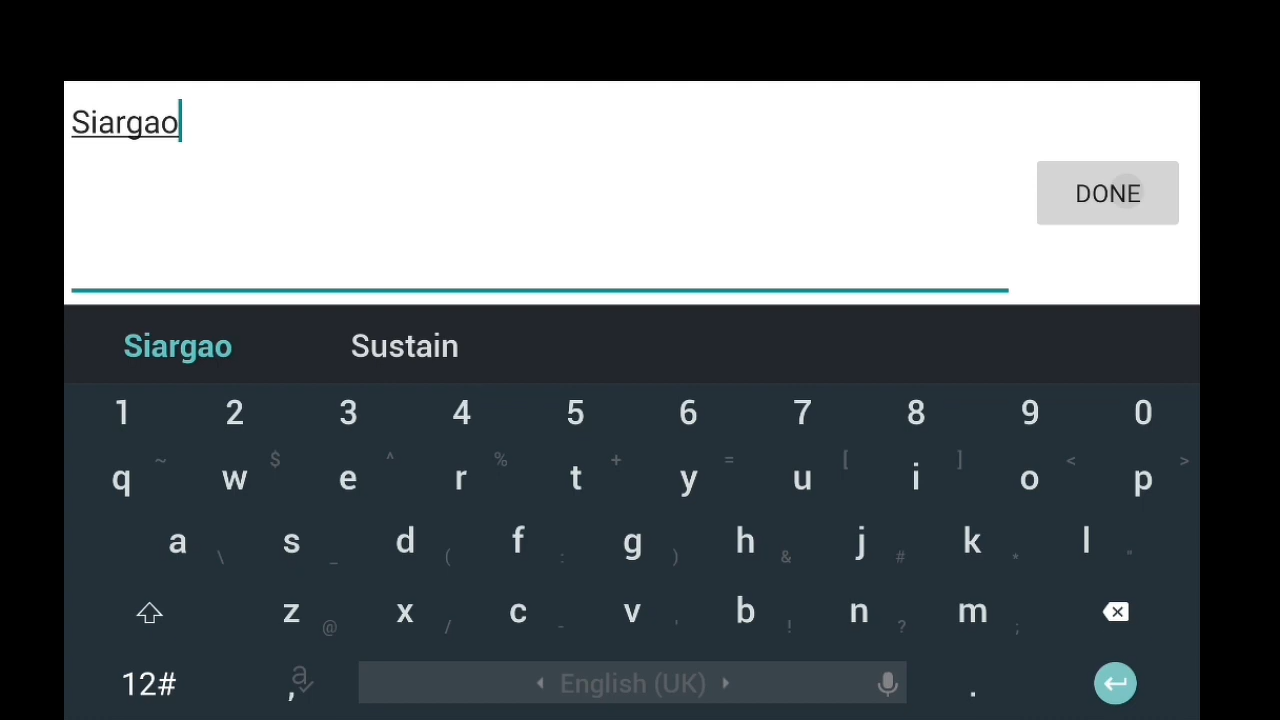 Siargao
DONE
Siargao Sustain
1 2 3 4 5 6 7 8 9 0
~ $ ^ % + = [ ] < >
q w e r t y u i o p
a s d f g h j k l
\ _ ( : ) & # * "
z x c v b n m
@ / - ' ! ? ;
12# , a English (UK) .